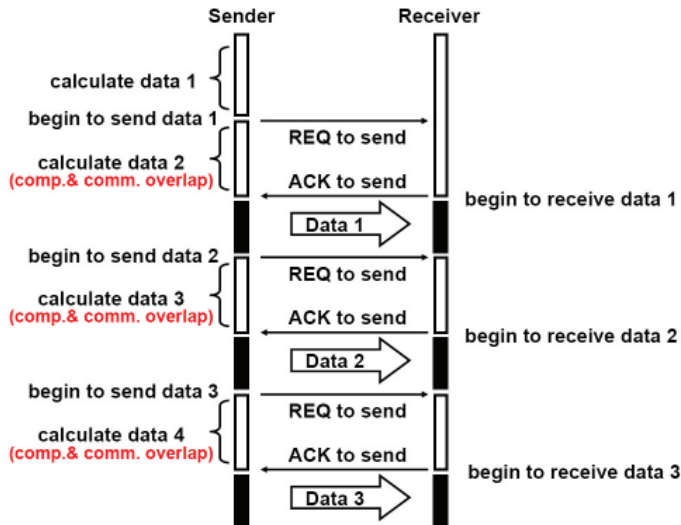 Sender Receiver
calculate data 1
begin to send data 1
REQ to send
calculate data 2
(comp.& comm. overlap)
ACK to send
begin to receive data 1
Data 1
begin to send data 2
REQ to send
calculate data 3
(comp.& comm. overlap)
ACK to send
begin to receive data 2
Data 2
begin to send data 3
REQ to send
calculate data 4
(comp.& comm. overlap)
ACK to send
begin to receive data 3
Data 3